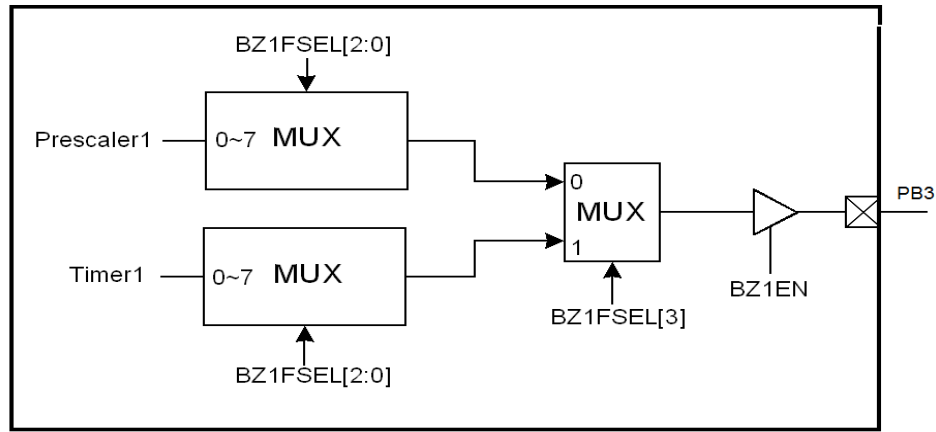 BZ1FSEL[2:0]
Prescaler1
0~7 MUX
0
MUX
1
PB3
Timer1
0~7 MUX
BZ1EN
BZ1FSEL[3]
BZ1FSEL[2:0]